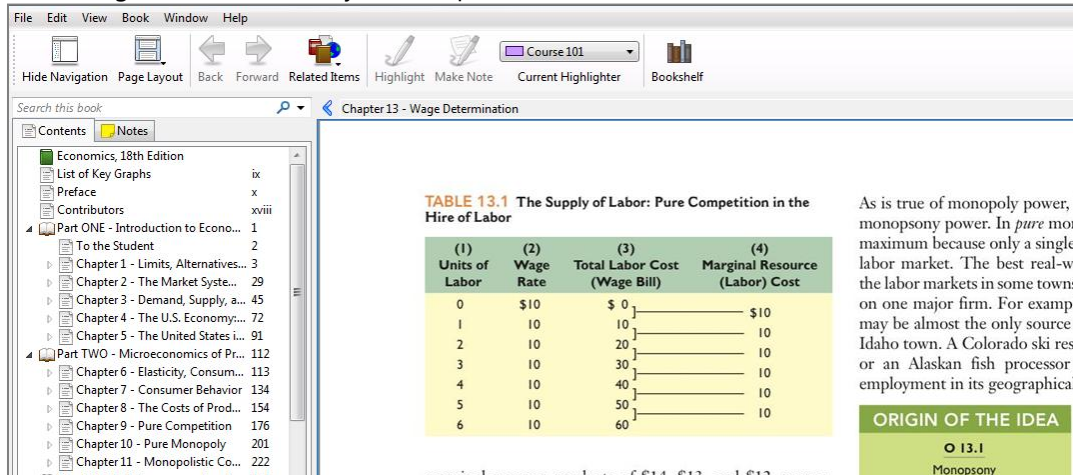 File Edit View Book Window Help
Hide Navigation Page Layout Back Forward Related Items Highlight Make Note Course 101 Current Highlighter Bookshelf
Search this book
Chapter 13 - Wage Determination
Contents Notes
Economics, 18th Edition
List of Key Graphs ix
Preface x
Contributors xviii
Part ONE - Introduction to Econo... 1
To the Student 2
Chapter 1 - Limits, Alternatives... 3
Chapter 2 - The Market Syste... 29
Chapter 3 - Demand, Supply, a... 45
Chapter 4 - The U.S. Economy:... 72
Chapter 5 - The United States i... 91
Part TWO - Microeconomics of Pr... 112
Chapter 6 - Elasticity, Consum... 113
Chapter 7 - Consumer Behavior 134
Chapter 8 - The Costs of Prod... 154
Chapter 9 - Pure Competition 176
Chapter 10 - Pure Monopoly 201
Chapter 11 - Monopolistic Co... 222
TABLE 13.1 The Supply of Labor: Pure Competition in the
Hire of Labor
(1) (2) (3) (4)
Units of Wage Total Labor Cost Marginal Resource
Labor Rate (Wage Bill) (Labor) Cost
0 $10 $ 0
$10
1 10 10
10
2 10 20
10
3 10 30
10
4 10 40
10
5 10 50
10
6 10 60
As is true of monopoly power,
monopsony power. In pure
maximum because only a single
labor market. The best
the labor markets in some towns
on one major firm. For
may be almost the only source
Idaho town. A Colorado ski
or an Alaskan fish processor
employment in its
ORIGIN OF THE IDEA
O 13.1
Monopsony